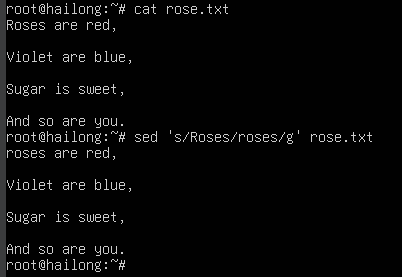 root@hailong:~# cat rose.txt
Roses are red,
Violet are blue,
Sugar is sweet,
And so are you.
root@hailong:~# sed 's/Roses/roses/g' rose.txt
roses are red,
Violet are blue,
Sugar is sweet,
And so are you.
root@hailong:~#